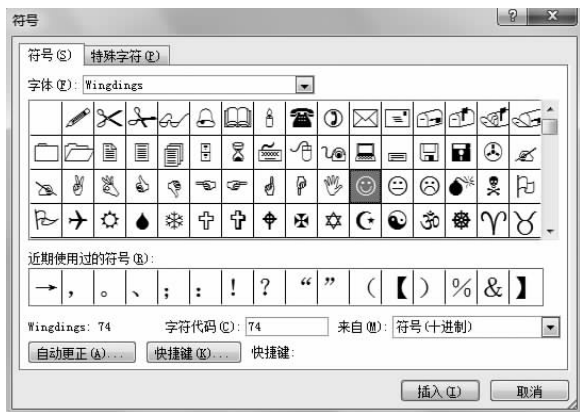 符号
符号(S) 特殊字符(P)
字体(F): Wingdings
近期使用过的符号(R):
→ , 。 、 ; : ! ? “ ” ( 【 ) % & 】
Wingdings: 74 字符代码(C): 74 来自(M): 符号(十进制)
自动更正(A)... 快捷键(K)... 快捷键:
插入(I) 取消